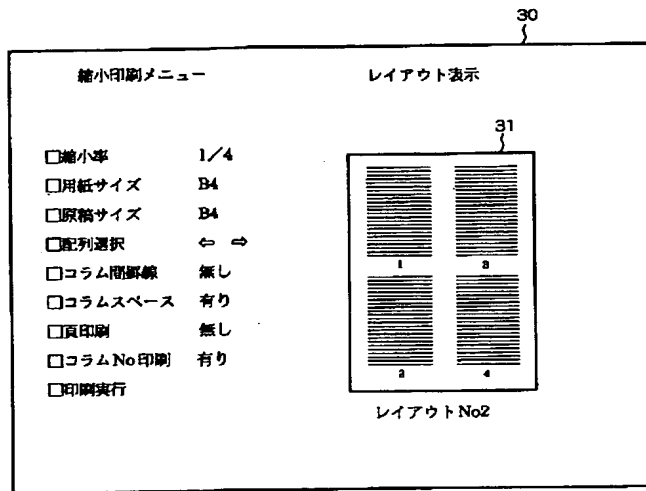 30
縮小印刷メニュー
レイアウト表示
31
□縮小率 1／4
□用紙サイズ B4
□原稿サイズ B4
□配列選択 ⇦ ⇨
□コラム間罫線 無し
□コラムスペース 有り
□頁印刷 無し
□コラムNo印刷 有り
□印刷実行
1 3
2 4
レイアウトNo2